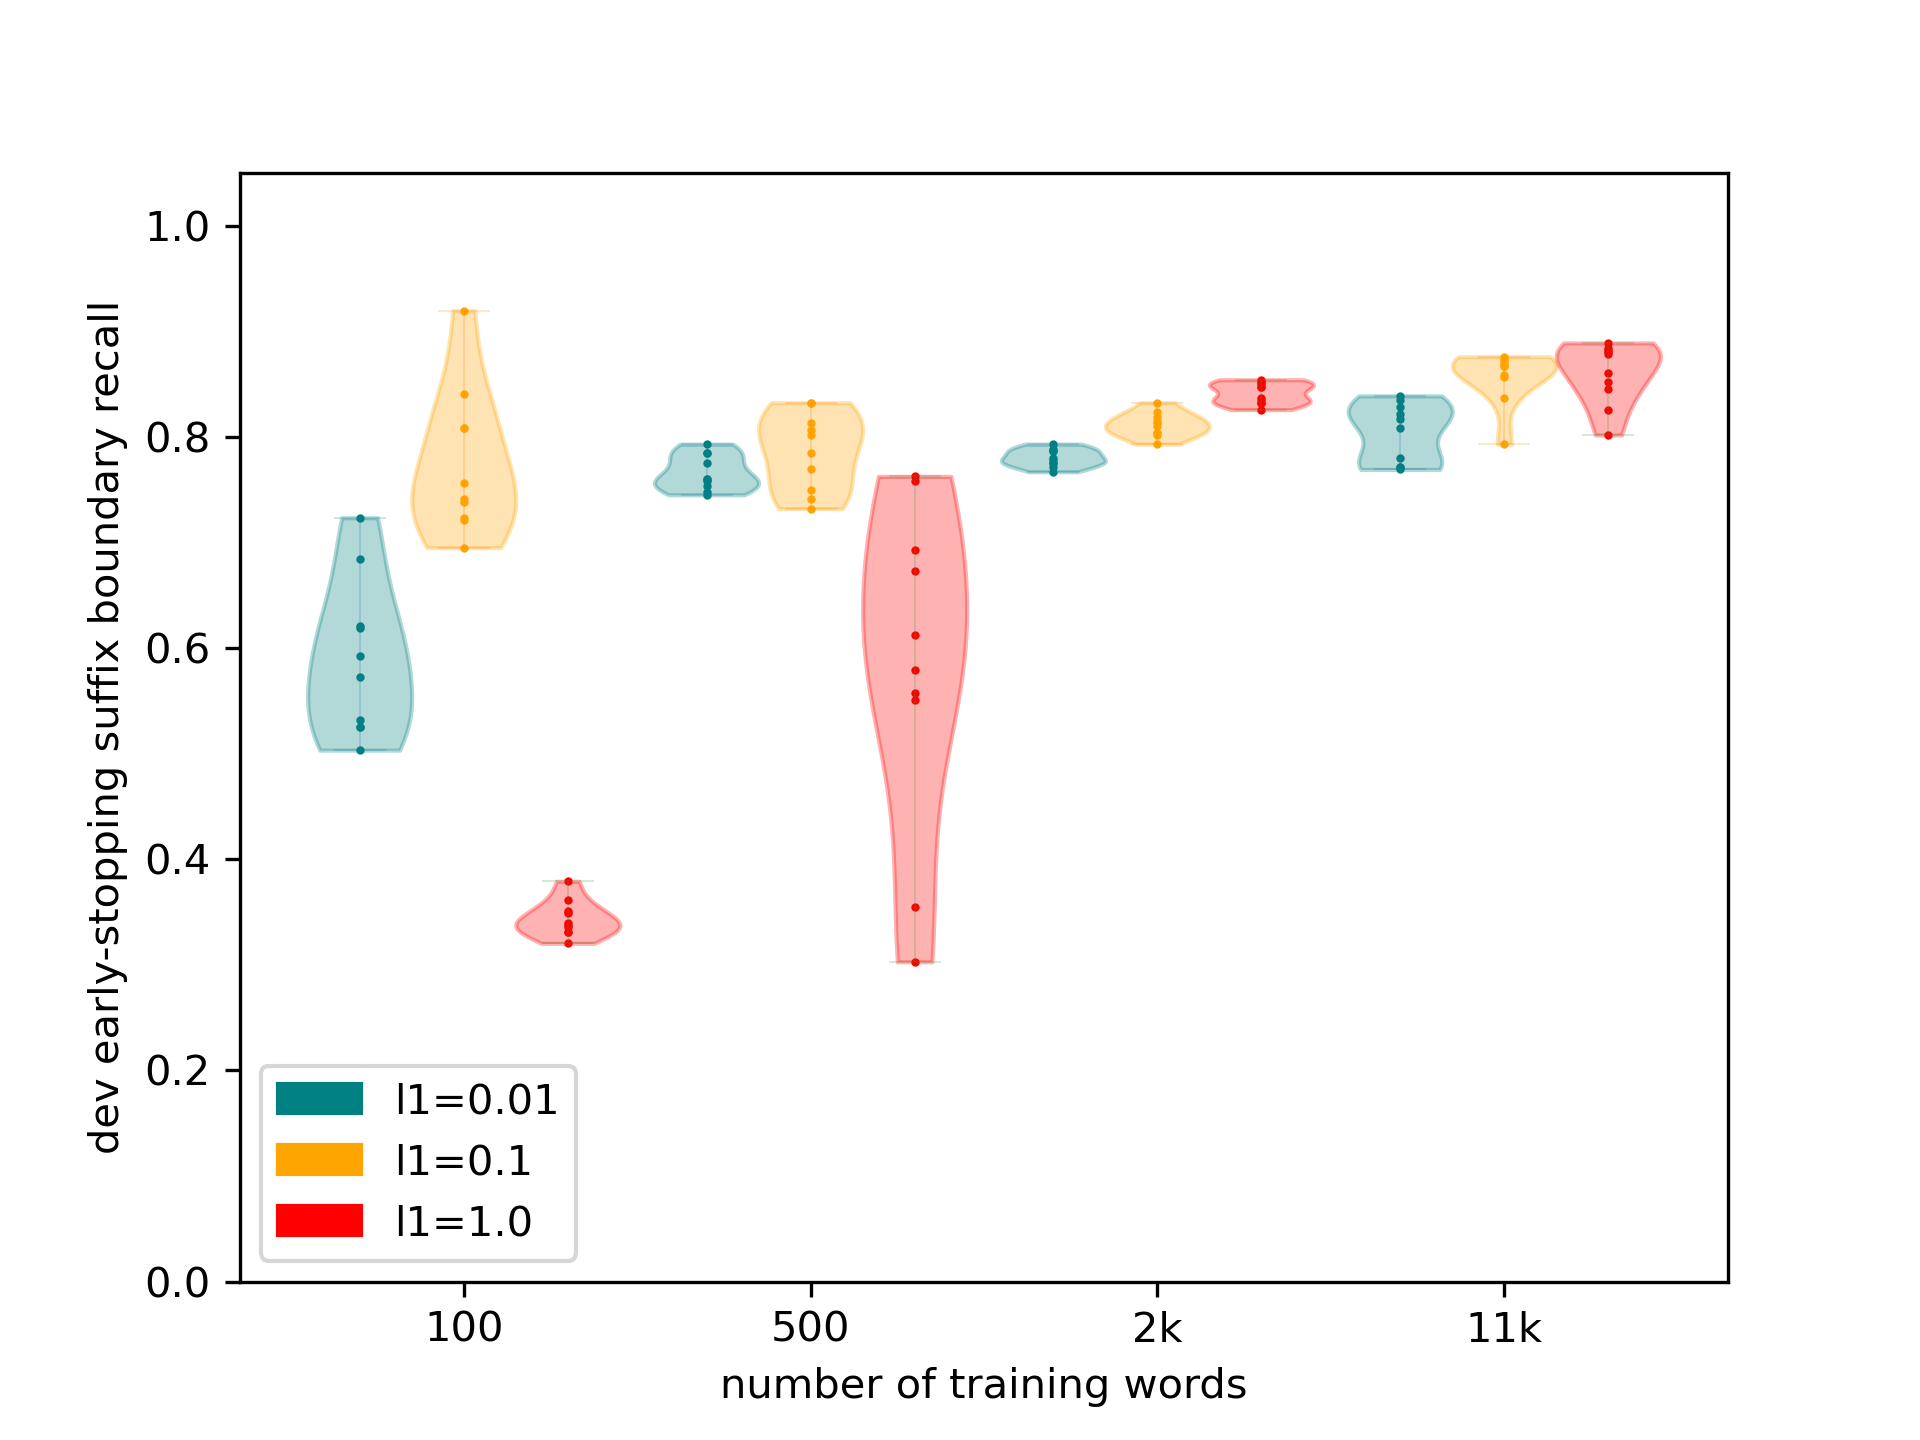 dev early-stopping suffix boundary recall
1.0
0.8
0.6
0.4
0.2
0.0
l1=0.01
l1=0.1
l1=1.0
100 500 2k 11k
number of training words